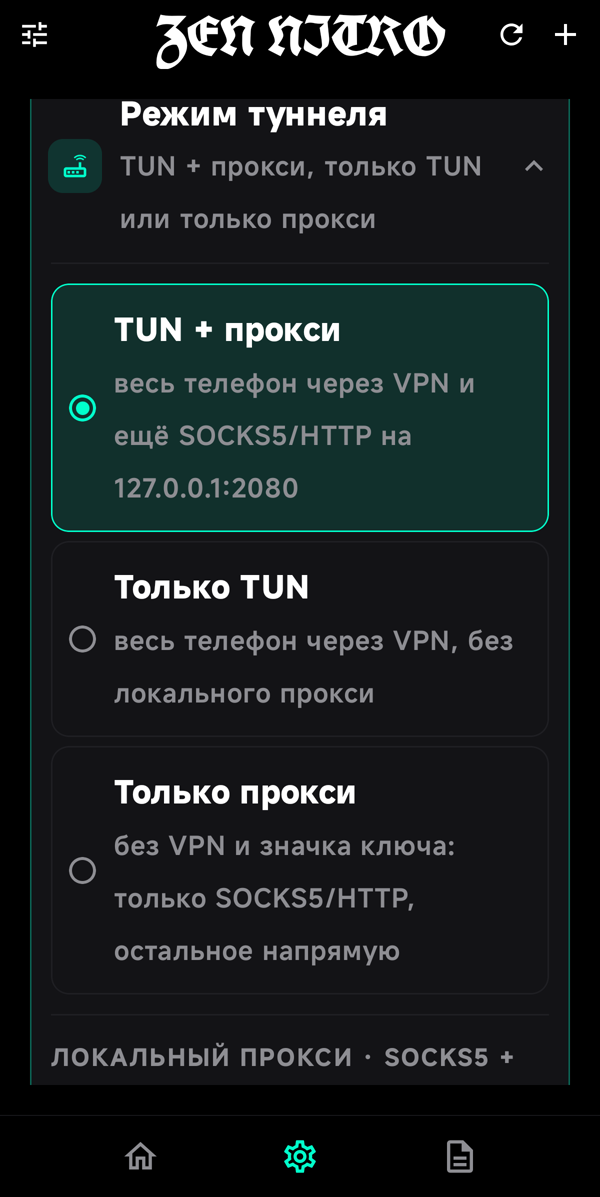 ZEN NITRO
Режим туннеля
TUN + прокси, только TUN
или только прокси
TUN + прокси
весь телефон через VPN и
ещё SOCKS5/HTTP на
127.0.0.1:2080
Только TUN
весь телефон через VPN, без
локального прокси
Только прокси
без VPN и значка ключа:
только SOCKS5/HTTP,
остальное напрямую
ЛОКАЛЬНЫЙ ПРОКСИ · SOCKS5 +